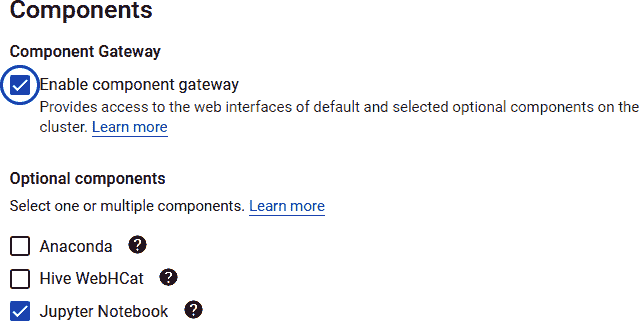 Components
Component Gateway
Enable component gateway
Provides access to the web interfaces of default and selected optional components on the
cluster. Learn more
Optional components
Select one or multiple components. Learn more
Anaconda ?
Hive WebHCat ?
Jupyter Notebook ?